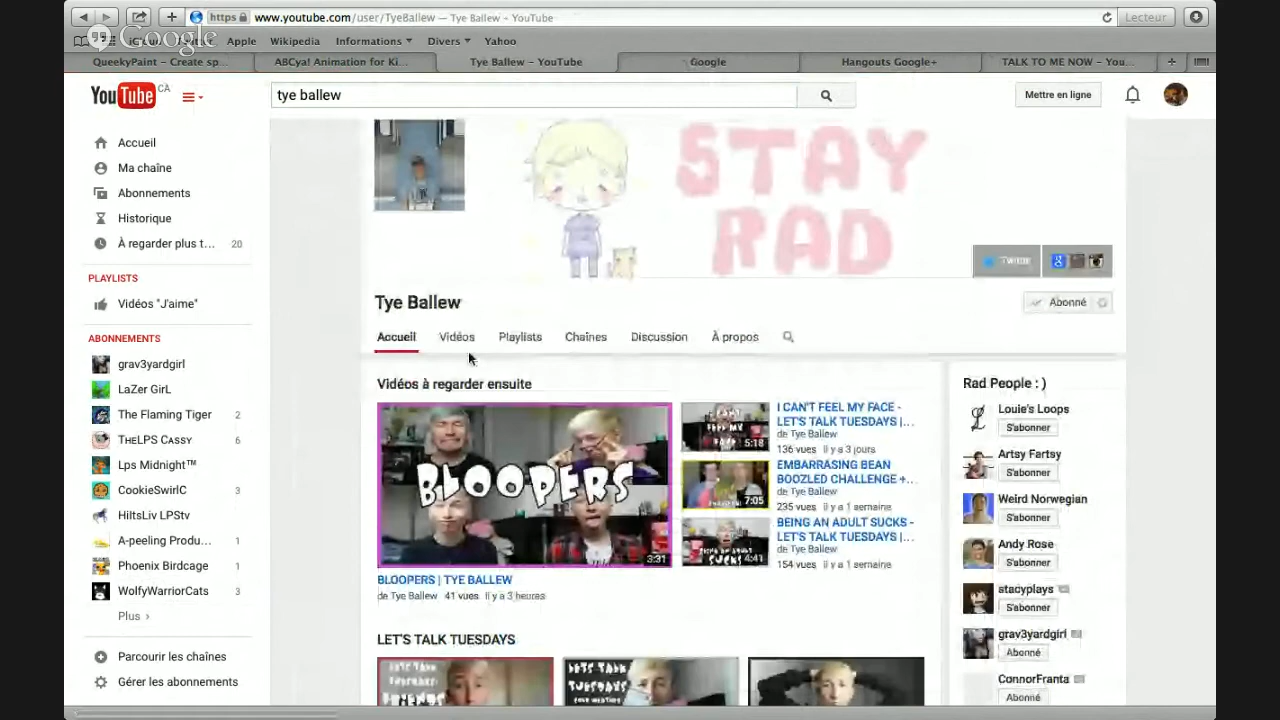 https www.youtube.com/user/TyeBallew — Tye Ballew - YouTube
Lecteur
Google
Apple Wikipedia Informations Divers Yahoo
QueekyPaint - Create sp... ABCya! Animation for Ki... Tye Ballew - YouTube Google Hangouts Google+ TALK TO ME NOW - You...
YouTube CA
tye ballew
Mettre en ligne
Accueil
Ma chaîne
Abonnements
Historique
À regarder plus t... 20
PLAYLISTS
Vidéos "J'aime"
ABONNEMENTS
grav3yardgirl
LaZer GirL
The Flaming Tiger 2
TheLPS Cassy 6
Lps Midnight™
CookieSwirlC 3
HiltsLiv LPStv
A-peeling Produ... 1
Phoenix Birdcage 1
WolfyWarriorCats 3
Plus ›
Parcourir les chaînes
Gérer les abonnements
STAY
RAD
Twitter
Tye Ballew
Abonné
Accueil Vidéos Playlists Chaînes Discussion À propos
Vidéos à regarder ensuite
BLOOPERS
3:31
BLOOPERS | TYE BALLEW
de Tye Ballew 41 vues Il y a 3 heures
5:18
I CAN'T FEEL MY FACE -
LET'S TALK TUESDAYS |...
de Tye Ballew
136 vues il y a 3 jours
7:05
EMBARRASING BEAN
BOOZLED CHALLENGE +...
de Tye Ballew
235 vues il y a 1 semaine
4:41
BEING AN ADULT SUCKS -
LET'S TALK TUESDAYS |...
de Tye Ballew
154 vues il y a 1 semaine
LET'S TALK TUESDAYS
Rad People : )
Louie's Loops
S'abonner
Artsy Fartsy
S'abonner
Weird Norwegian
S'abonner
Andy Rose
S'abonner
stacyplays
S'abonner
grav3yardgirl
Abonné
ConnorFranta
Abonné